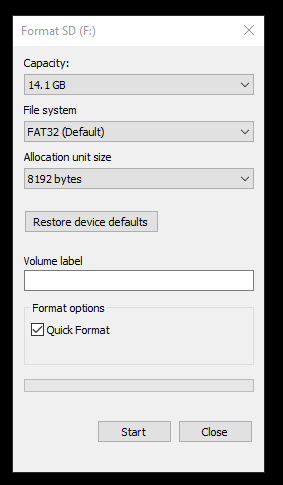 Format SD (F:)
Capacity:
14.1 GB
File system
FAT32 (Default)
Allocation unit size
8192 bytes
Restore device defaults
Volume label
Format options
Quick Format
Start Close